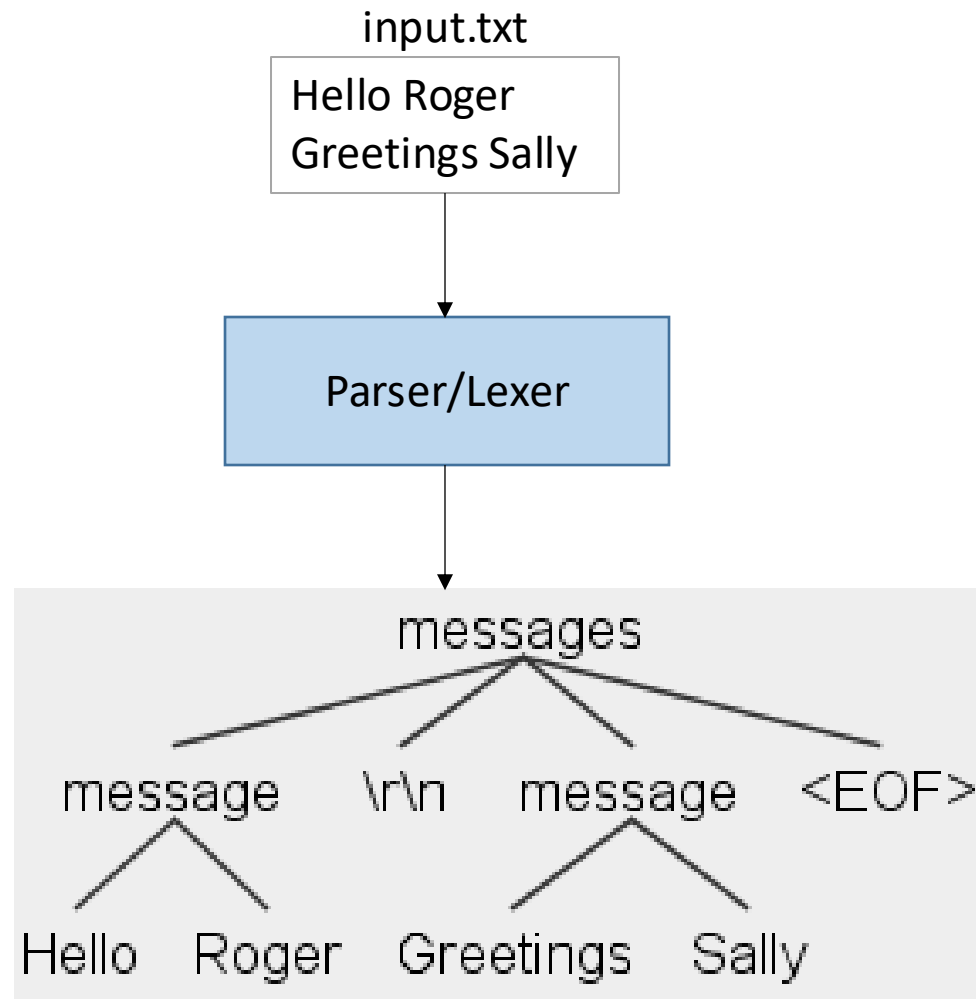 input.txt
Hello Roger
Greetings Sally
Parser/Lexer
messages
message \r\n message <EOF>
Hello Roger Greetings Sally